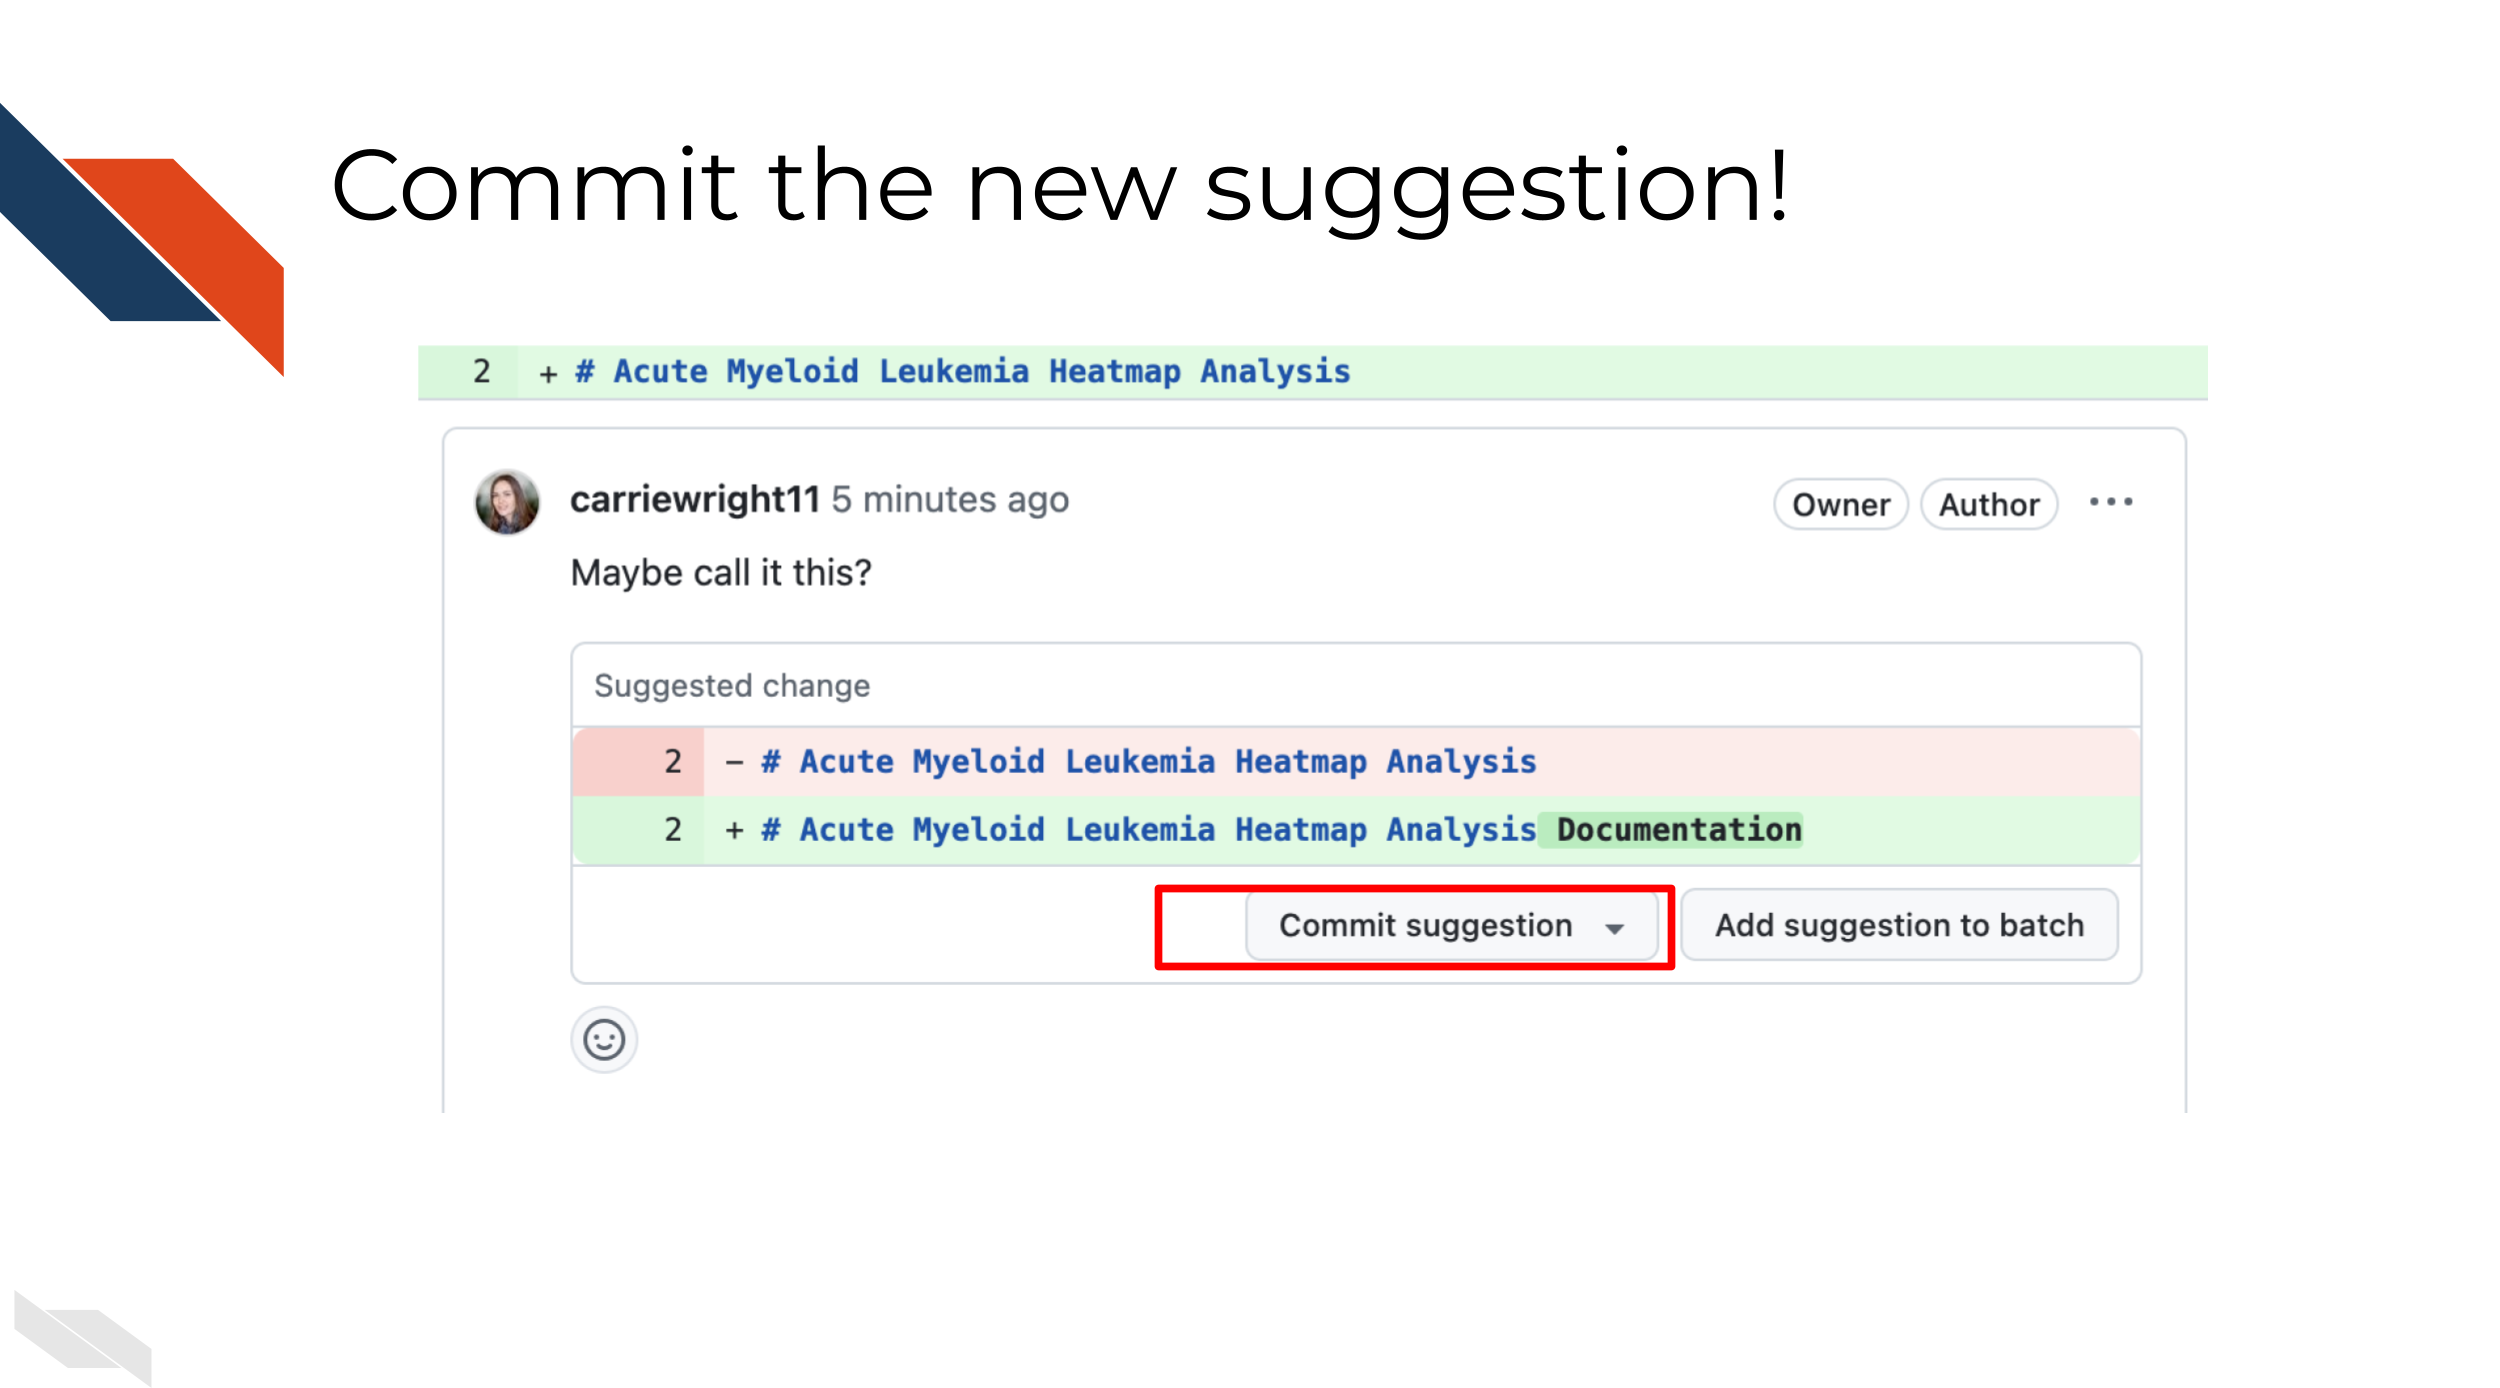 Commit the new suggestion!
2 + # Acute Myeloid Leukemia Heatmap Analysis
carriewright11 5 minutes ago Owner Author ...
Maybe call it this?
Suggested change
2 − # Acute Myeloid Leukemia Heatmap Analysis
2 + # Acute Myeloid Leukemia Heatmap Analysis Documentation
Commit suggestion Add suggestion to batch